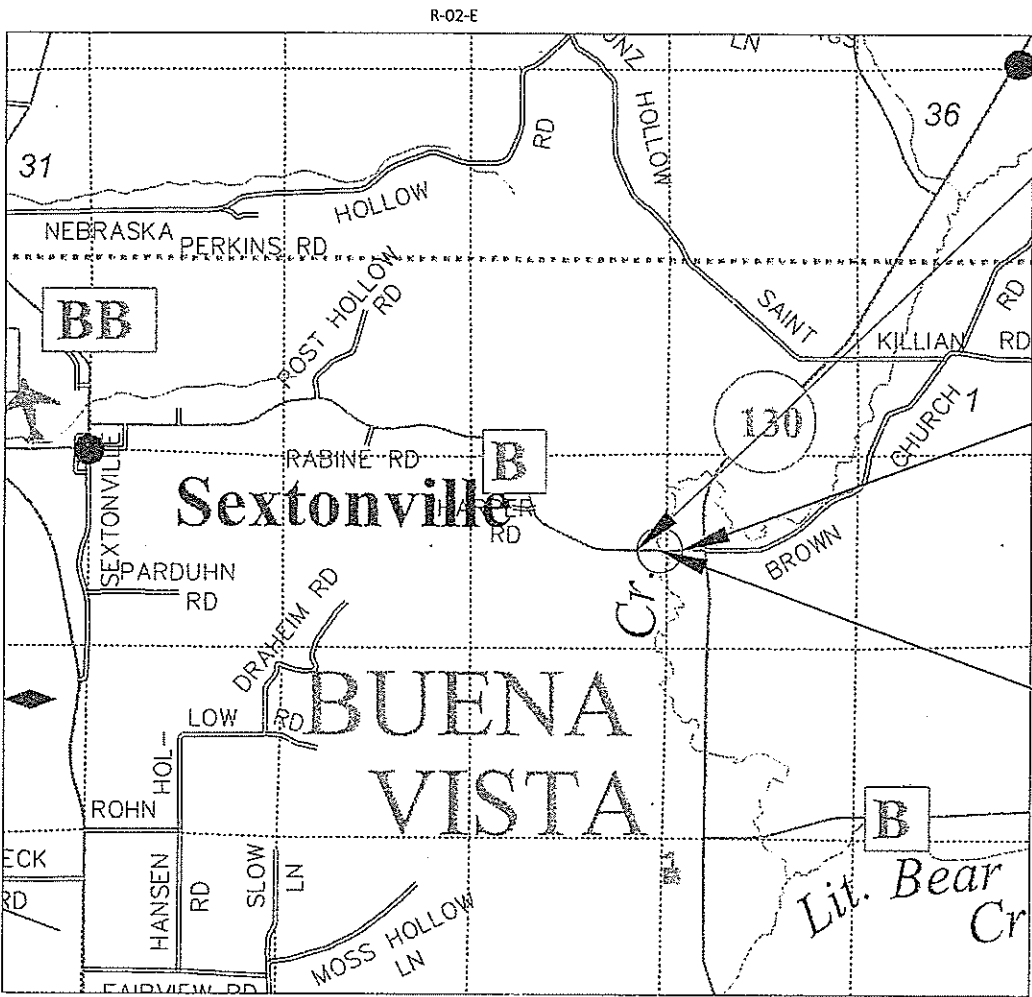 R-02-E
LN
UNZ HOLLOW
RD
36
31
HOLLOW
NEBRASKA
PERKINS RD
POST HOLLOW
RD
RD
BB
SAINT
KILLIAN RD
130
CHURCH
1
RABINE RD
B
SEXTONVILLE
Sextonville
HARPER
RD
BROWN
PARDUHN
RD
Cr.
DRAHEIM RD
BUENA
VISTA
LOW RD
HOL-
ROHN
B
ECK
RD
HANSEN
RD
SLOW
LN
MOSS HOLLOW
LN
Lit. Bear
Cr
FAIRVIEW RD